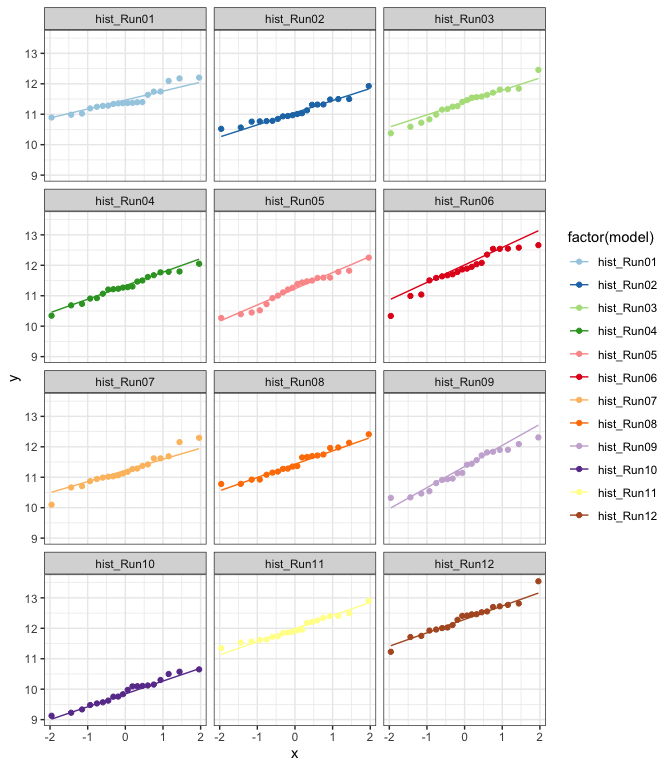 hist_Run01 hist_Run02 hist_Run03
13
12
11
10
9
hist_Run04 hist_Run05 hist_Run06
13
12
11
10
9
hist_Run07 hist_Run08 hist_Run09
13
12
11
10
9
hist_Run10 hist_Run11 hist_Run12
13
12
11
10
9
-2 -1 0 1 2 -2 -1 0 1 2 -2 -1 0 1 2
x
y
factor(model)
hist_Run01
hist_Run02
hist_Run03
hist_Run04
hist_Run05
hist_Run06
hist_Run07
hist_Run08
hist_Run09
hist_Run10
hist_Run11
hist_Run12